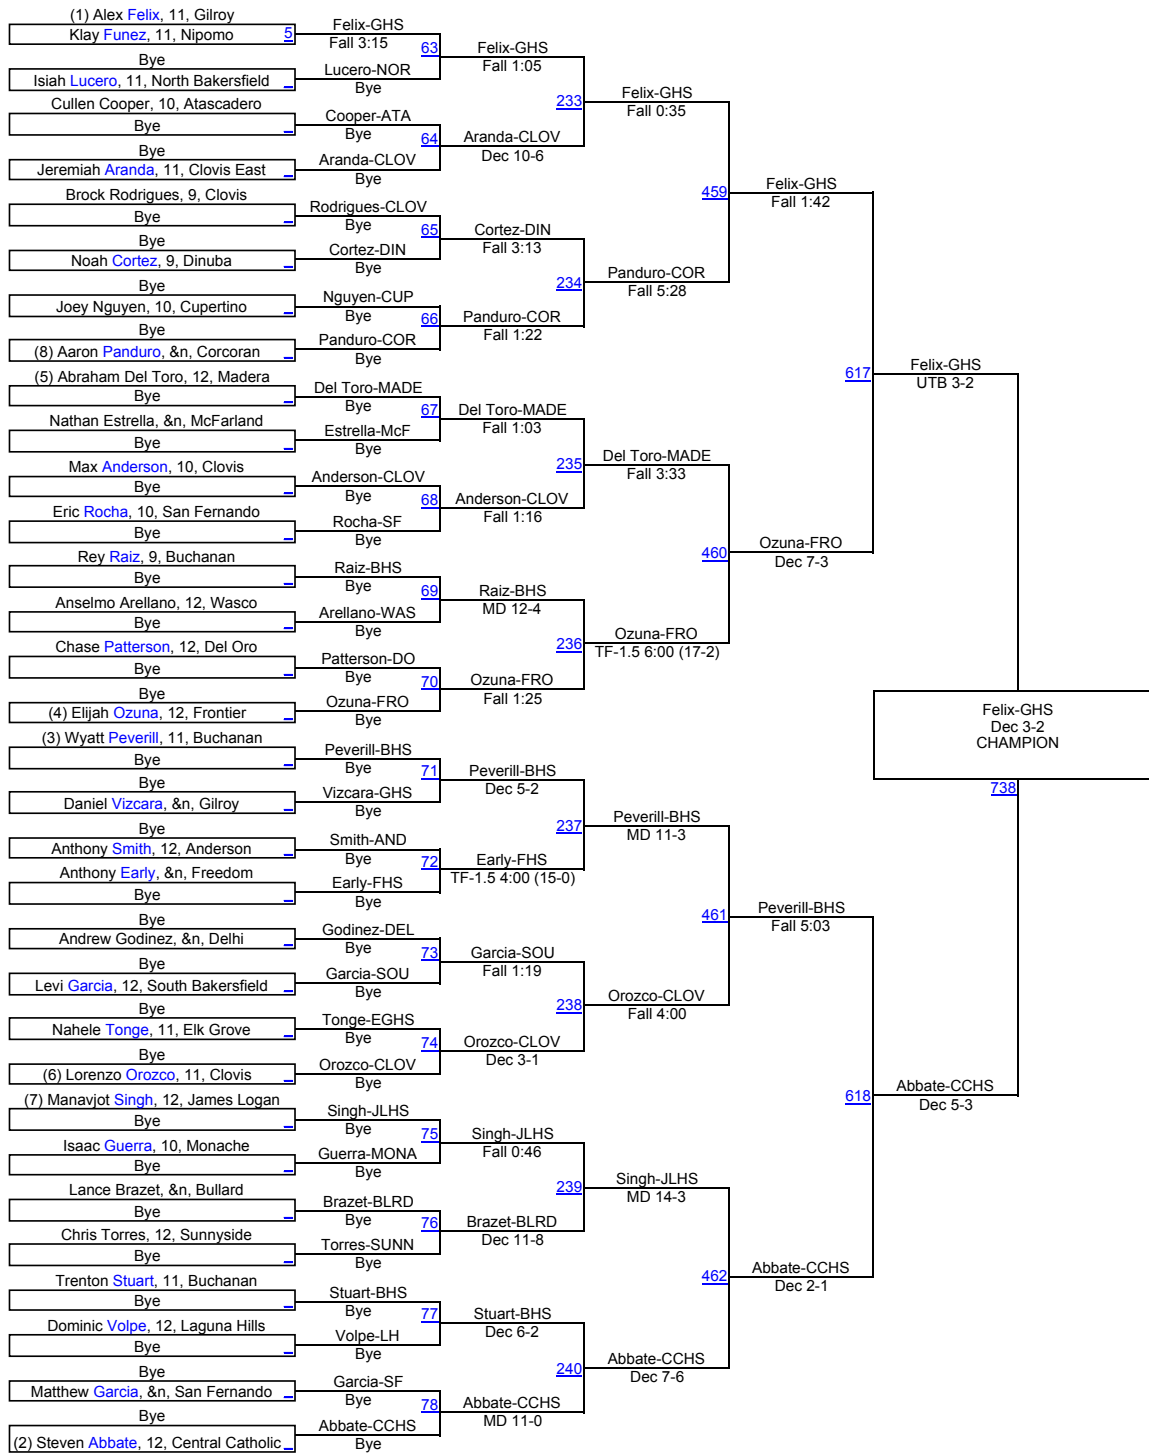 (1) Alex Felix, 11, Gilroy
Klay Funez, 11, Nipomo 5
Bye
Isiah Lucero, 11, North Bakersfield
Cullen Cooper, 10, Atascadero
Bye
Bye
Jeremiah Aranda, 11, Clovis East
Brock Rodrigues, 9, Clovis
Bye
Bye
Noah Cortez, 9, Dinuba
Bye
Joey Nguyen, 10, Cupertino
Bye
(8) Aaron Panduro, &n, Corcoran
(5) Abraham Del Toro, 12, Madera
Bye
Nathan Estrella, &n, McFarland
Bye
Max Anderson, 10, Clovis
Bye
Eric Rocha, 10, San Fernando
Bye
Rey Raiz, 9, Buchanan
Bye
Anselmo Arellano, 12, Wasco
Bye
Chase Patterson, 12, Del Oro
Bye
Bye
(4) Elijah Ozuna, 12, Frontier
(3) Wyatt Peverill, 11, Buchanan
Bye
Bye
Daniel Vizcara, &n, Gilroy
Bye
Anthony Smith, 12, Anderson
Anthony Early, &n, Freedom
Bye
Bye
Andrew Godinez, &n, Delhi
Bye
Levi Garcia, 12, South Bakersfield
Bye
Nahele Tonge, 11, Elk Grove
Bye
(6) Lorenzo Orozco, 11, Clovis
(7) Manavjot Singh, 12, James Logan
Bye
Isaac Guerra, 10, Monache
Bye
Lance Brazet, &n, Bullard
Bye
Chris Torres, 12, Sunnyside
Bye
Trenton Stuart, 11, Buchanan
Bye
Dominic Volpe, 12, Laguna Hills
Bye
Bye
Matthew Garcia, &n, San Fernando
Bye
(2) Steven Abbate, 12, Central Catholic
Felix-GHS
Fall 3:15
63
Lucero-NOR
Bye
Cooper-ATA
Bye
64
Aranda-CLOV
Bye
Rodrigues-CLOV
Bye
65
Cortez-DIN
Bye
Nguyen-CUP
Bye
66
Panduro-COR
Bye
Del Toro-MADE
Bye
67
Estrella-McF
Bye
Anderson-CLOV
Bye
68
Rocha-SF
Bye
Raiz-BHS
Bye
69
Arellano-WAS
Bye
Patterson-DO
Bye
70
Ozuna-FRO
Bye
Peverill-BHS
Bye
71
Vizcara-GHS
Bye
Smith-AND
Bye
72
Early-FHS
Bye
Godinez-DEL
Bye
73
Garcia-SOU
Bye
Tonge-EGHS
Bye
74
Orozco-CLOV
Bye
Singh-JLHS
Bye
75
Guerra-MONA
Bye
Brazet-BLRD
Bye
76
Torres-SUNN
Bye
Stuart-BHS
Bye
77
Volpe-LH
Bye
Garcia-SF
Bye
78
Abbate-CCHS
Bye
Felix-GHS
Fall 1:05
233
Aranda-CLOV
Dec 10-6
Cortez-DIN
Fall 3:13
234
Panduro-COR
Fall 1:22
Del Toro-MADE
Fall 1:03
235
Anderson-CLOV
Fall 1:16
Raiz-BHS
MD 12-4
236
Ozuna-FRO
Fall 1:25
Peverill-BHS
Dec 5-2
237
Early-FHS
TF-1.5 4:00 (15-0)
Garcia-SOU
Fall 1:19
238
Orozco-CLOV
Dec 3-1
Singh-JLHS
Fall 0:46
239
Brazet-BLRD
Dec 11-8
Stuart-BHS
Dec 6-2
240
Abbate-CCHS
MD 11-0
Felix-GHS
Fall 0:35
459
Panduro-COR
Fall 5:28
Del Toro-MADE
Fall 3:33
460
Ozuna-FRO
TF-1.5 6:00 (17-2)
Peverill-BHS
MD 11-3
461
Orozco-CLOV
Fall 4:00
Singh-JLHS
MD 14-3
462
Abbate-CCHS
Dec 7-6
Felix-GHS
Fall 1:42
617
Ozuna-FRO
Dec 7-3
Peverill-BHS
Fall 5:03
618
Abbate-CCHS
Dec 2-1
Felix-GHS
UTB 3-2
Abbate-CCHS
Dec 5-3
Felix-GHS
Dec 3-2
CHAMPION
738